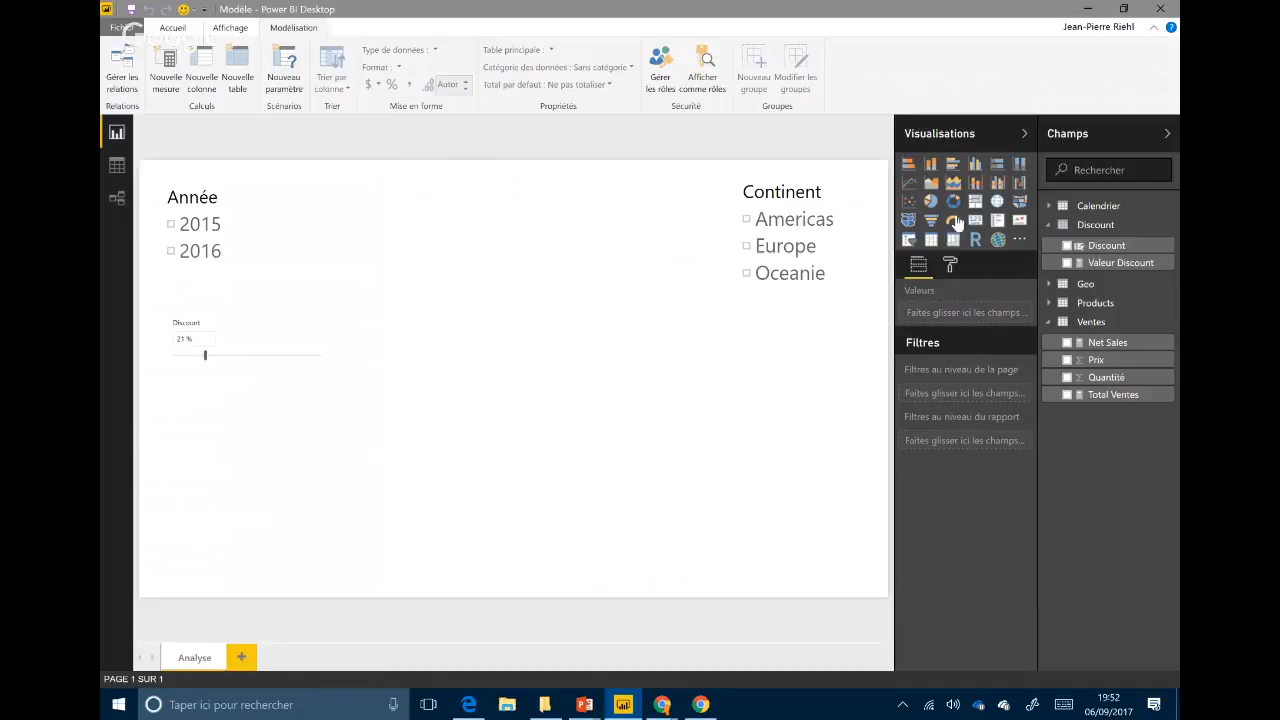 Modèle - Power BI Desktop
Fichier Accueil Affichage Modélisation
Jean-Pierre Riehl
Gérer les relations
Relations
Nouvelle mesure
Nouvelle colonne
Nouvelle table
Calculs
Nouveau paramètre
Scénarios
Trier par colonne
Trier
Type de données :
Format :
$ % , Auto
Mise en forme
Table principale :
Catégorie des données : Sans catégorie
Total par défaut : Ne pas totaliser
Propriétés
Gérer les rôles
Afficher comme rôles
Sécurité
Nouveau groupe
Modifier les groupes
Groupes
Année
2015
2016
Discount
21 %
Continent
Americas
Europe
Oceanie
Visualisations
R
Valeurs
Faites glisser ici les champs ...
Filtres
Filtres au niveau de la page
Faites glisser ici les champs...
Filtres au niveau du rapport
Faites glisser ici les champs...
Champs
Rechercher
Calendrier
Discount
Discount
Valeur Discount
Geo
Products
Ventes
Net Sales
Prix
Quantité
Total Ventes
Analyse
PAGE 1 SUR 1
Taper ici pour rechercher
19:52
06/09/2017